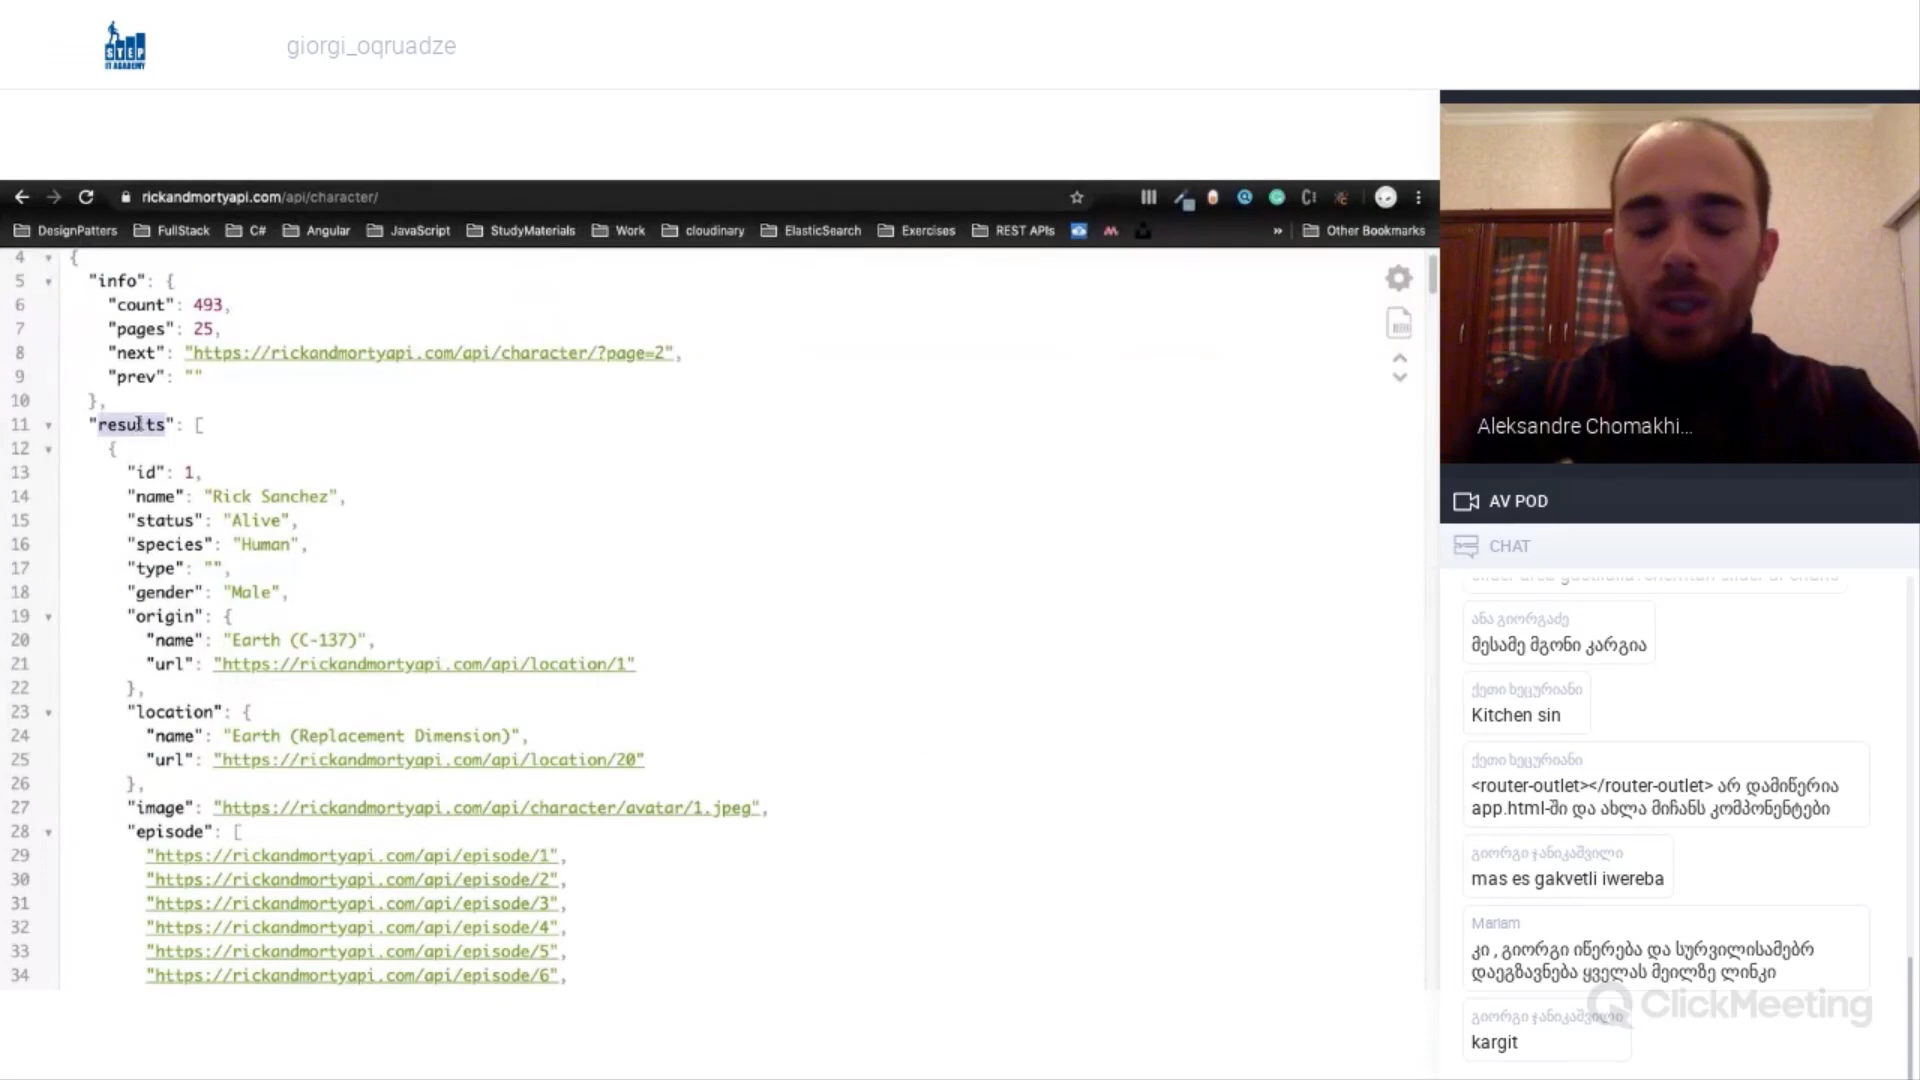 STEP
IT ACADEMY
giorgi_oqruadze
rickandmortyapi.com/api/character/
DesignPatters
FullStack
C#
Angular
JavaScript
StudyMaterials
Work
cloudinary
ElasticSearch
Exercises
REST APIs
»
Other Bookmarks
4 {
5 "info": {
6 "count": 493,
7 "pages": 25,
8 "next": "https://rickandmortyapi.com/api/character/?page=2",
9 "prev": ""
10 },
11 "results": [
12 {
13 "id": 1,
14 "name": "Rick Sanchez",
15 "status": "Alive",
16 "species": "Human",
17 "type": "",
18 "gender": "Male",
19 "origin": {
20 "name": "Earth (C-137)",
21 "url": "https://rickandmortyapi.com/api/location/1"
22 },
23 "location": {
24 "name": "Earth (Replacement Dimension)",
25 "url": "https://rickandmortyapi.com/api/location/20"
26 },
27 "image": "https://rickandmortyapi.com/api/character/avatar/1.jpeg",
28 "episode": [
29 "https://rickandmortyapi.com/api/episode/1",
30 "https://rickandmortyapi.com/api/episode/2",
31 "https://rickandmortyapi.com/api/episode/3",
32 "https://rickandmortyapi.com/api/episode/4",
33 "https://rickandmortyapi.com/api/episode/5",
34 "https://rickandmortyapi.com/api/episode/6",
Aleksandre Chomakhi...
AV POD
CHAT
ანა გიორგაძე
მესამე მგონი კარგია
ქეთი ხეცურიანი
Kitchen sin
ქეთი ხეცურიანი
<router-outlet></router-outlet> არ დამიწერია
app.html-ში და ახლა მიჩანს კომპონენტები
გიორგი ჯანიკაშვილი
mas es gakvetli iwereba
Mariam
კი , გიორგი იწერება და სურვილისამებრ
დაეგზავნება ყველას მეილზე ლინკი
ClickMeeting
გიორგი ჯანიკაშვილი
kargit